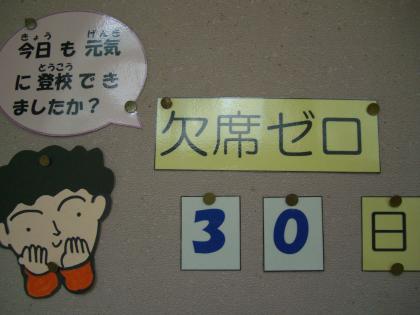 今日も元気
に登校でき
ましたか？
欠席ゼロ
30日